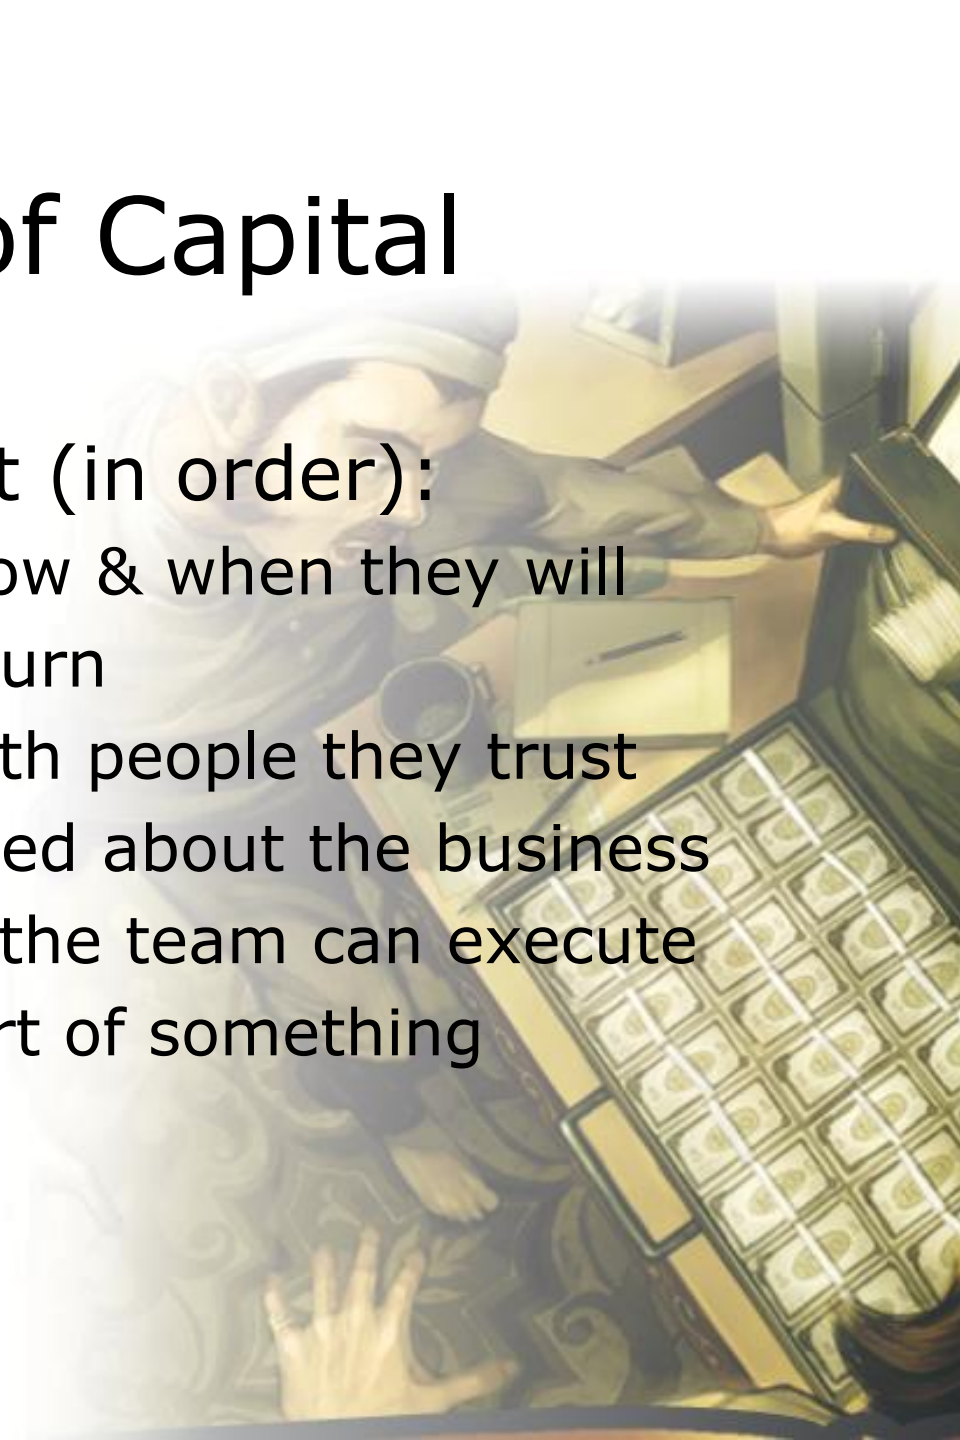 of Capital
t (in order):
ow & when they will
urn
th people they trust
ed about the business
the team can execute
rt of something